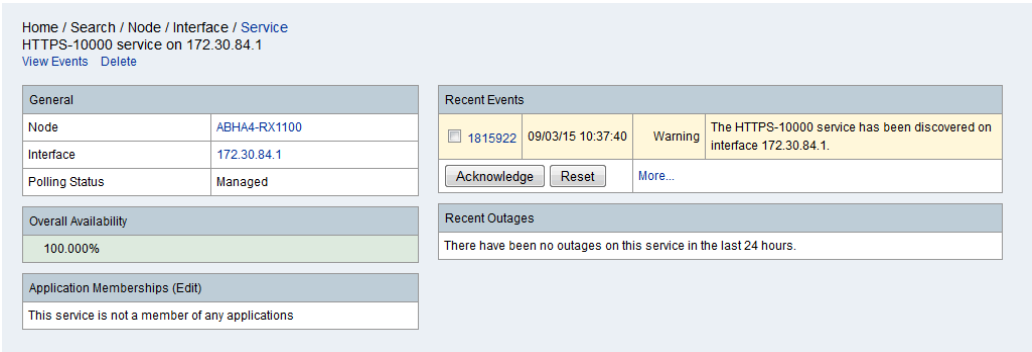 Home / Search / Node / Interface / Service
HTTPS-10000 service on 172.30.84.1
View Events Delete
General
Node ABHA4-RX1100
Interface 172.30.84.1
Polling Status Managed
Overall Availability
100.000%
Application Memberships (Edit)
This service is not a member of any applications
Recent Events
1815922 09/03/15 10:37:40 Warning The HTTPS-10000 service has been discovered on
interface 172.30.84.1.
Acknowledge Reset More...
Recent Outages
There have been no outages on this service in the last 24 hours.